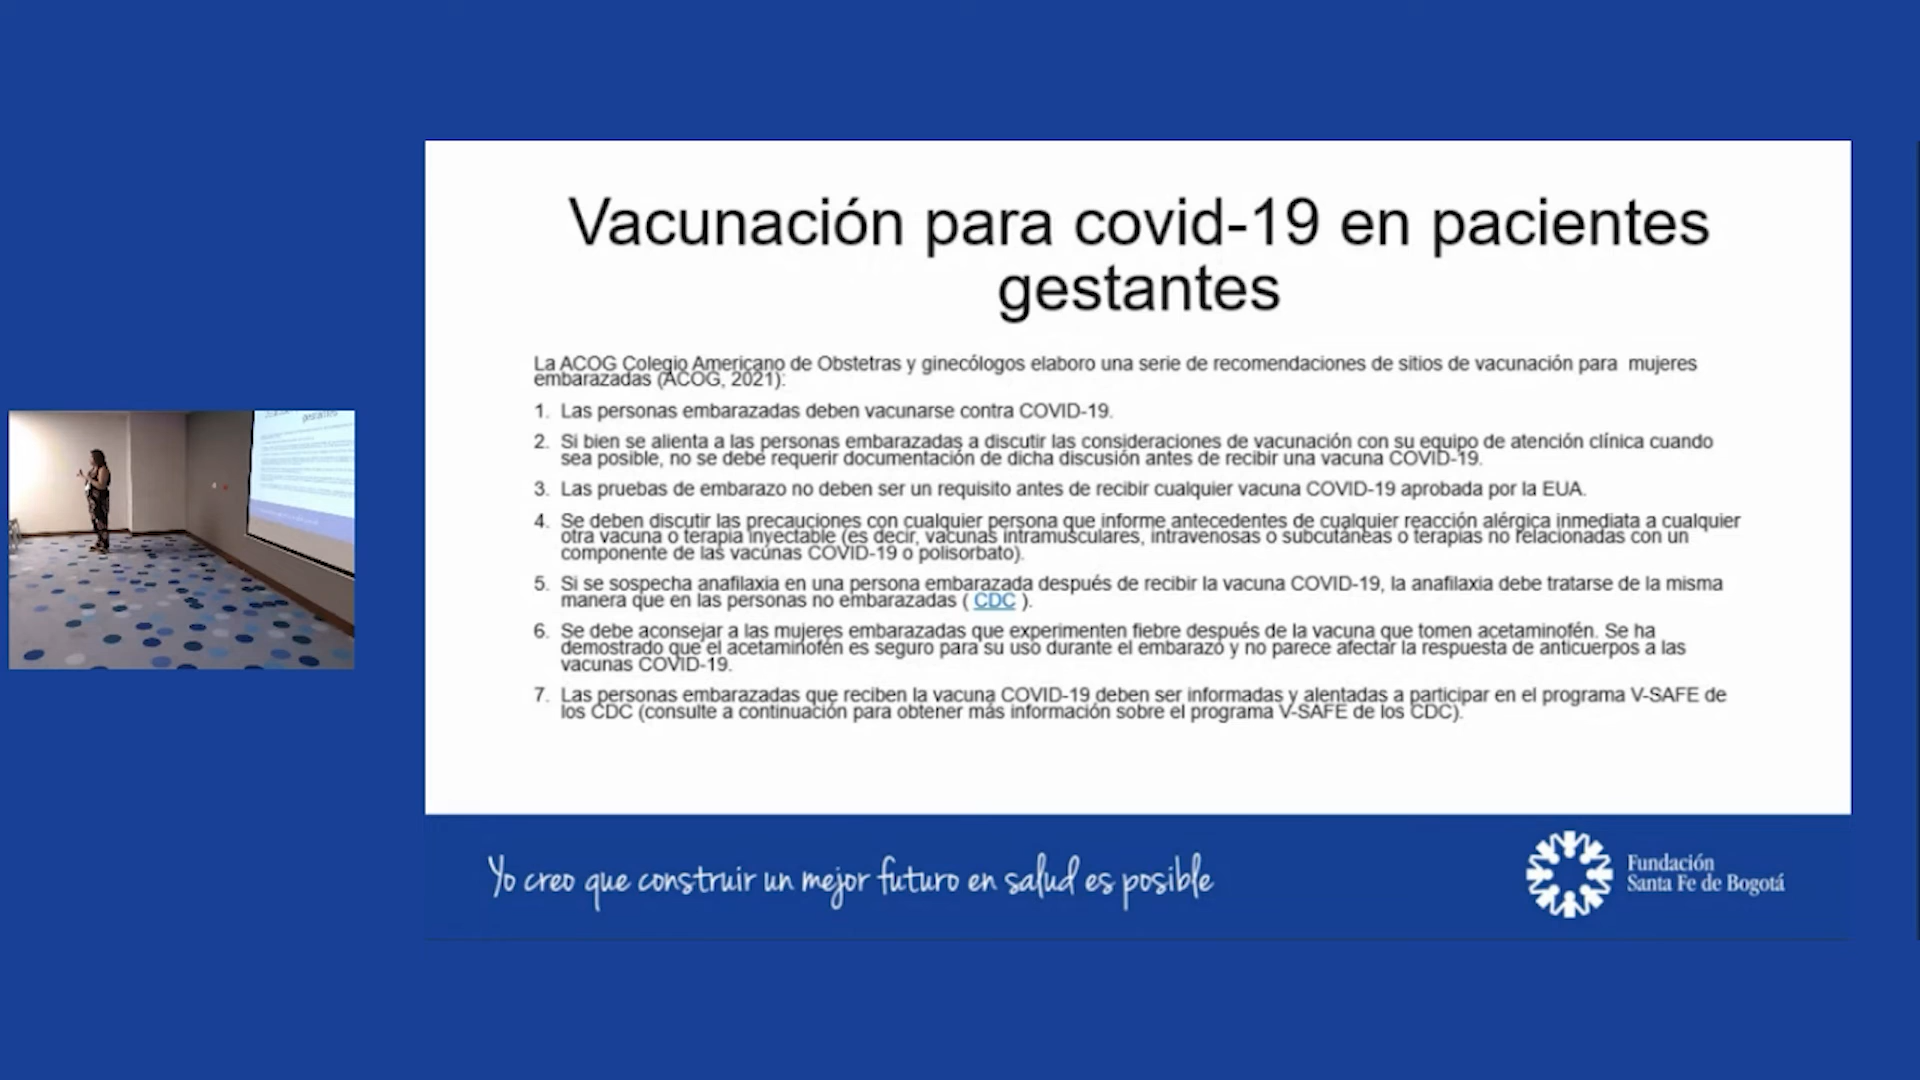 Vacunación para covid-19 en pacientes
gestantes
La ACOG Colegio Americano de Obstetras y ginecólogos elaboro una serie de recomendaciones de sitios de vacunación para mujeres
embarazadas (ACOG, 2021):
1. Las personas embarazadas deben vacunarse contra COVID-19.
2. Si bien se alienta a las personas embarazadas a discutir las consideraciones de vacunación con su equipo de atención clínica cuando
sea posible, no se debe requerir documentación de dicha discusión antes de recibir una vacuna COVID-19.
3. Las pruebas de embarazo no deben ser un requisito antes de recibir cualquier vacuna COVID-19 aprobada por la EUA.
4. Se deben discutir las precauciones con cualquier persona que informe antecedentes de cualquier reacción alérgica inmediata a cualquier
otra vacuna o terapia inyectable (es decir, vacunas intramusculares, intravenosas o subcutáneas o terapias no relacionadas con un
componente de las vacunas COVID-19 o polisorbato).
5. Si se sospecha anafilaxia en una persona embarazada después de recibir la vacuna COVID-19, la anafilaxia debe tratarse de la misma
manera que en las personas no embarazadas ( CDC ).
6. Se debe aconsejar a las mujeres embarazadas que experimenten fiebre después de la vacuna que tomen acetaminofén. Se ha
demostrado que el acetaminofén es seguro para su uso durante el embarazo y no parece afectar la respuesta de anticuerpos a las
vacunas COVID-19.
7. Las personas embarazadas que reciben la vacuna COVID-19 deben ser informadas y alentadas a participar en el programa V-SAFE de
los CDC (consulte a continuación para obtener más información sobre el programa V-SAFE de los CDC).
Yo creo que construir un mejor futuro en salud es posible
Fundación
Santa Fe de Bogotá
gestantes